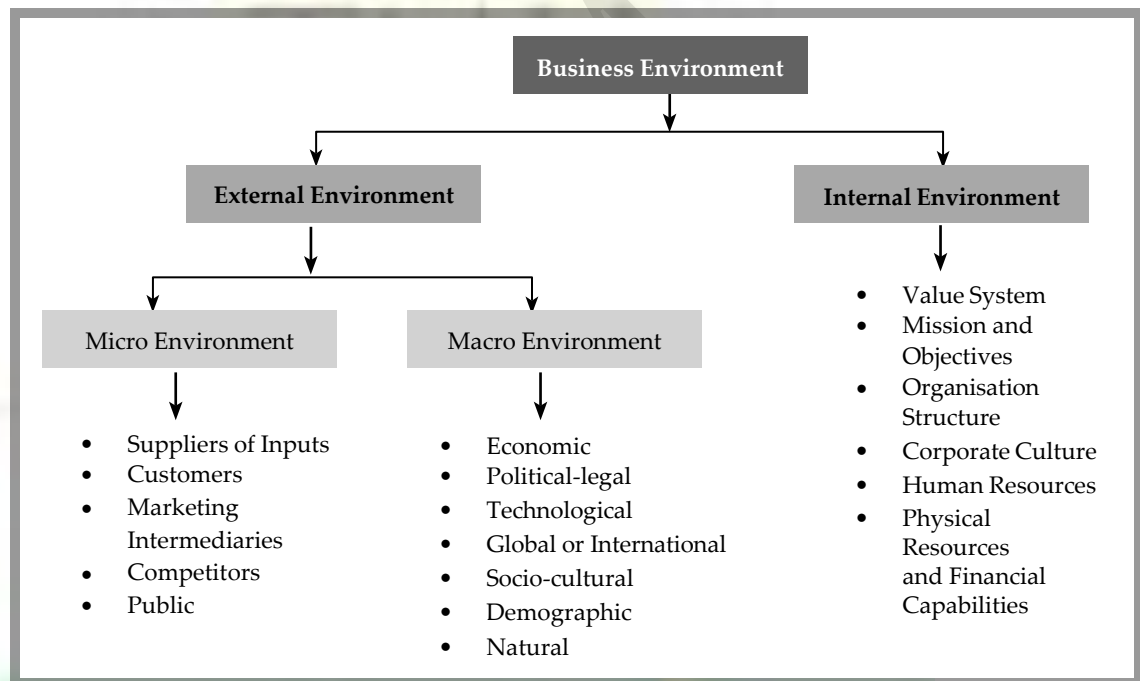 Business Environment
External Environment
Internal Environment
Micro Environment
Macro Environment
• Suppliers of Inputs
• Customers
• Marketing
Intermediaries
• Competitors
• Public
• Economic
• Political-legal
• Technological
• Global or International
• Socio-cultural
• Demographic
• Natural
• Value System
• Mission and
Objectives
• Organisation
Structure
• Corporate Culture
• Human Resources
• Physical
Resources
and Financial
Capabilities